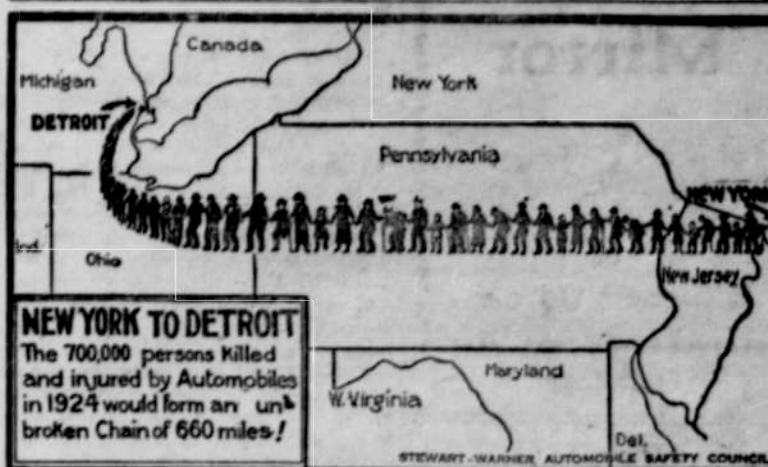 Mirror
Canada
Michigan
New York
DETROIT
Pennsylvania
NEW YORK
Ind.
Ohio
New Jersey
NEW YORK TO DETROIT
The 700,000 persons killed
and injured by Automobiles
in 1924 would form an un-
broken Chain of 660 miles!
Maryland
W. Virginia
Del.
STEWART-WARNER AUTOMOBILE SAFETY COUNCIL